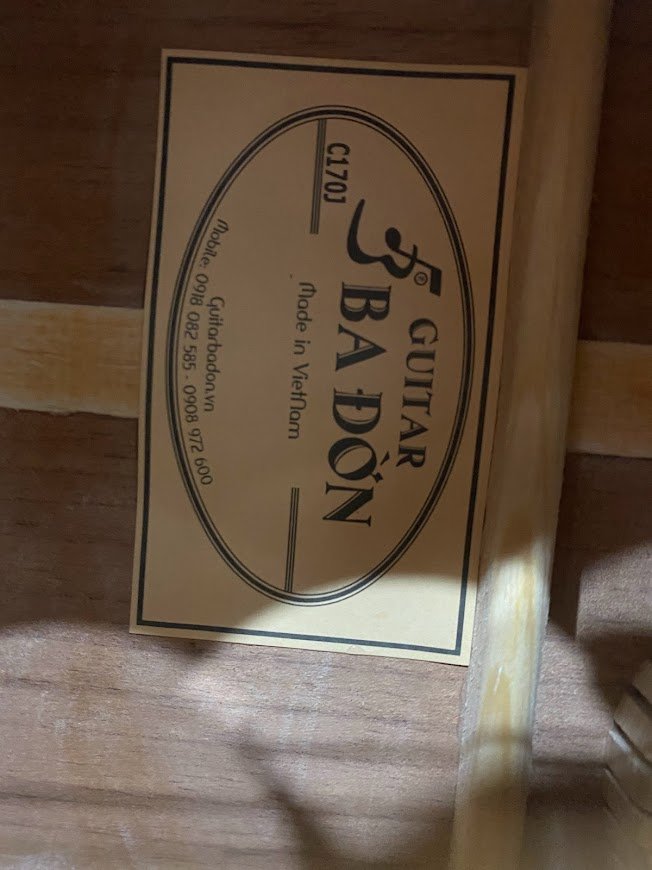 GUITAR
®
BA ĐỜN
C170J
Made in VietNam
Guitarbadon.vn
Mobile: 0918 082 585 - 0908 972 600